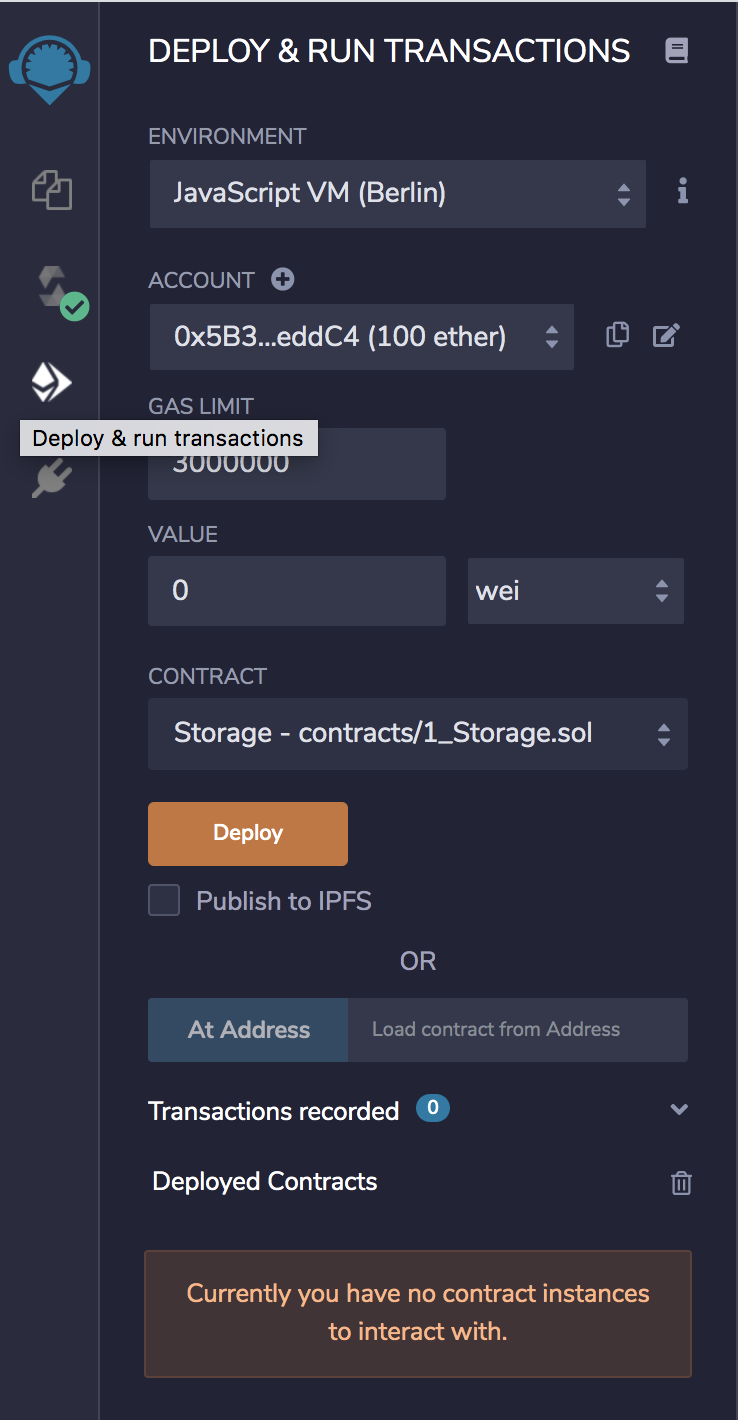 DEPLOY & RUN TRANSACTIONS
ENVIRONMENT
JavaScript VM (Berlin)
ACCOUNT
0x5B3...eddC4 (100 ether)
GAS LIMIT
Deploy & run transactions
3000000
VALUE
0
wei
CONTRACT
Storage - contracts/1_Storage.sol
Deploy
Publish to IPFS
OR
At Address
Load contract from Address
Transactions recorded 0
Deployed Contracts
Currently you have no contract instances
to interact with.